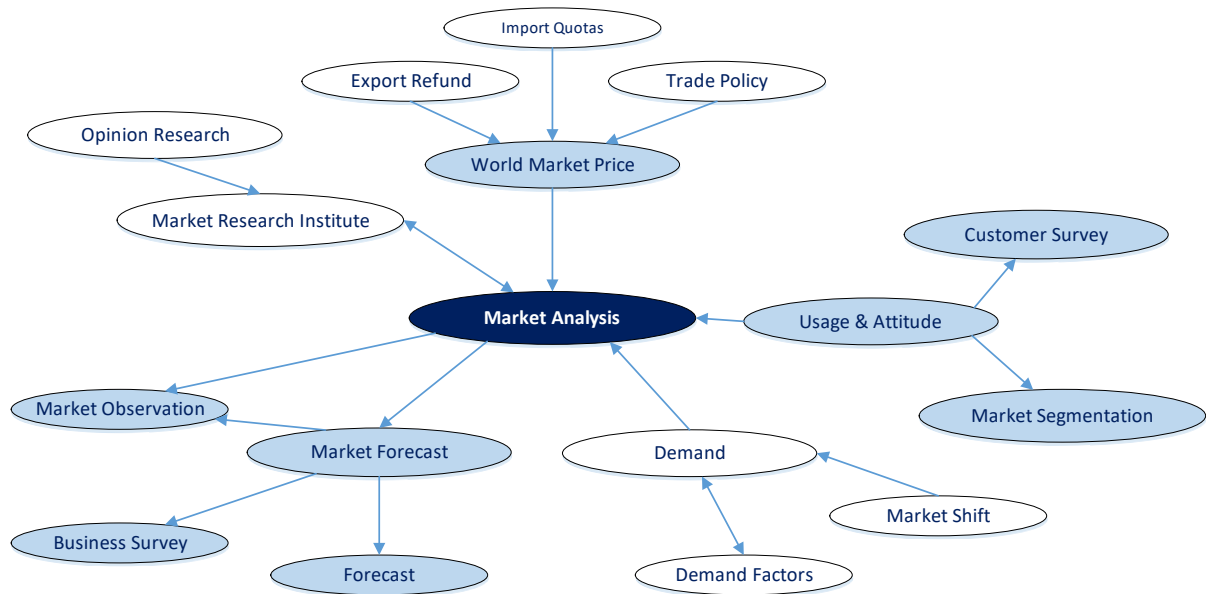 Import Quotas
Export Refund
Trade Policy
Opinion Research
World Market Price
Market Research Institute
Customer Survey
Market Analysis
Usage & Attitude
Market Observation
Market Segmentation
Market Forecast
Demand
Market Shift
Business Survey
Forecast
Demand Factors